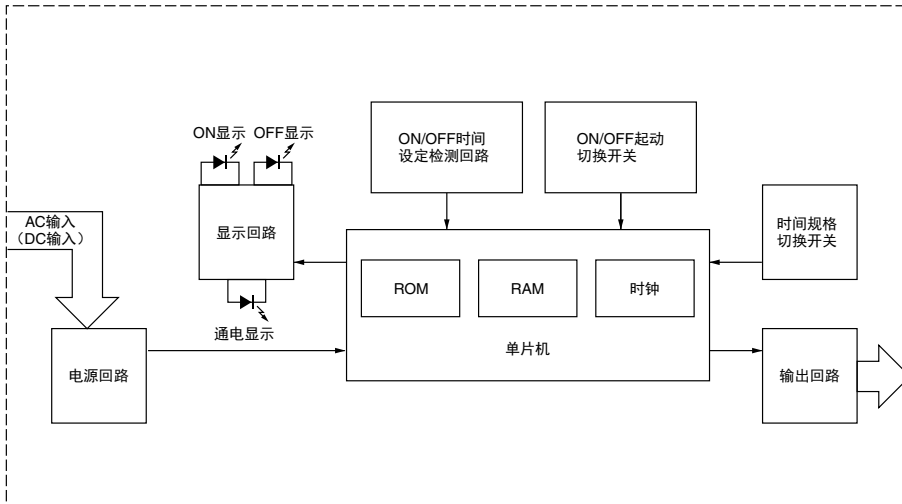 ON显示
OFF显示
ON/OFF时间
设定检测回路
ON/OFF起动
切换开关
AC输入
（DC输入）
显示回路
时间规格
切换开关
ROM
RAM
时钟
通电显示
单片机
电源回路
输出回路